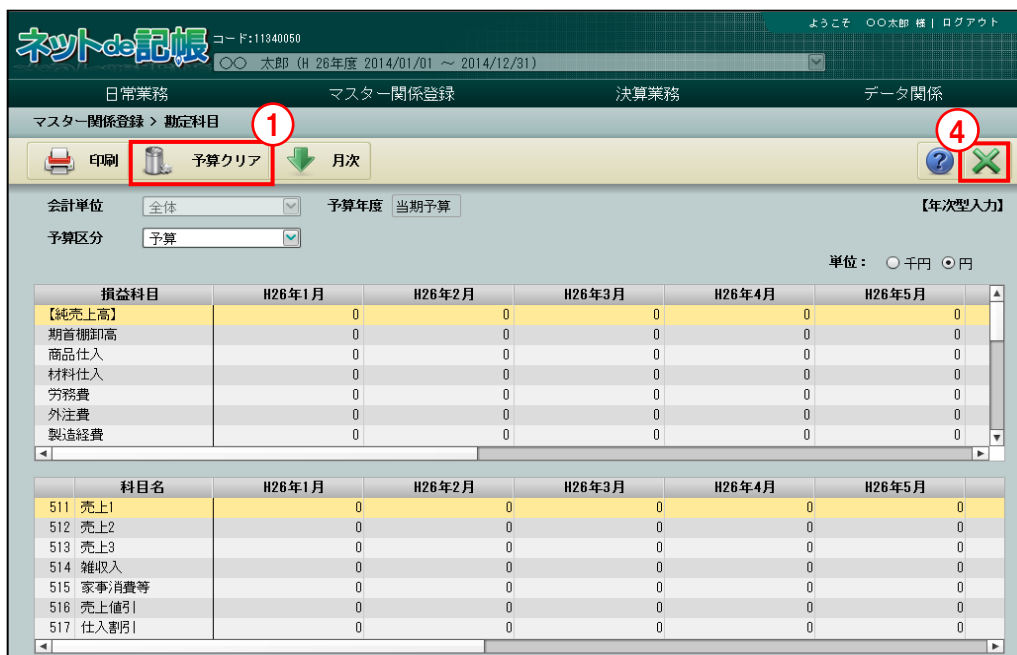 ようこそ 〇〇太郎 様 | ログアウト
ネットde記帳 コード:11340050
〇〇 太郎 (H 26年度 2014/01/01 ～ 2014/12/31)
日常業務 マスター関係登録 決算業務 データ関係
マスター関係登録 > 勘定科目
1 4
印刷 予算クリア 月次 ?
会計単位 全体 予算年度 当期予算 【年次型入力】
予算区分 予算
単位： 千円 円
損益科目 H26年1月 H26年2月 H26年3月 H26年4月 H26年5月
【純売上高】 0 0 0 0 0
期首棚卸高 0 0 0 0 0
商品仕入 0 0 0 0 0
材料仕入 0 0 0 0 0
労務費 0 0 0 0 0
外注費 0 0 0 0 0
製造経費 0 0 0 0 0
科目名 H26年1月 H26年2月 H26年3月 H26年4月 H26年5月
511 売上1 0 0 0 0 0
512 売上2 0 0 0 0 0
513 売上3 0 0 0 0 0
514 雑収入 0 0 0 0 0
515 家事消費等 0 0 0 0 0
516 売上値引 0 0 0 0 0
517 仕入割引 0 0 0 0 0